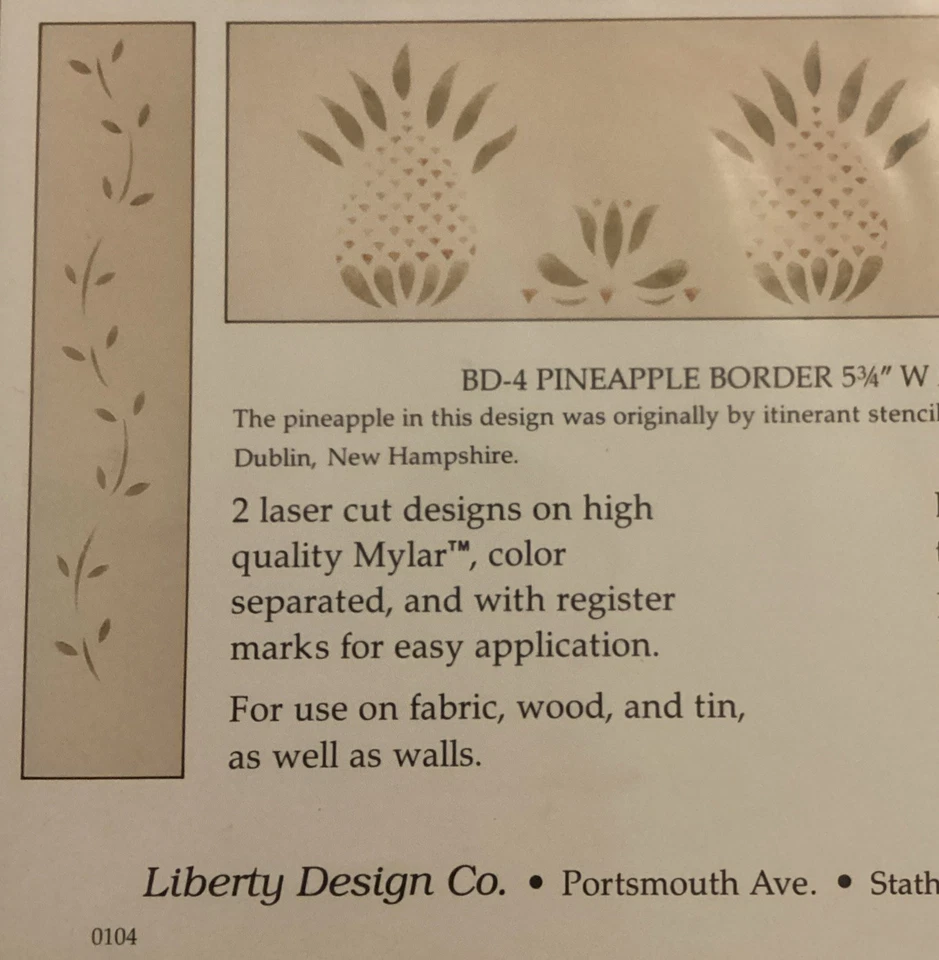 BD-4 PINEAPPLE BORDER 5¾" W
The pineapple in this design was originally by itinerant
Dublin, New Hampshire.
2 laser cut designs on high
quality Mylar™, color
separated, and with register
marks for easy application.
For use on fabric, wood, and tin,
as well as walls.
Liberty Design Co. • Portsmouth Ave. •
0104